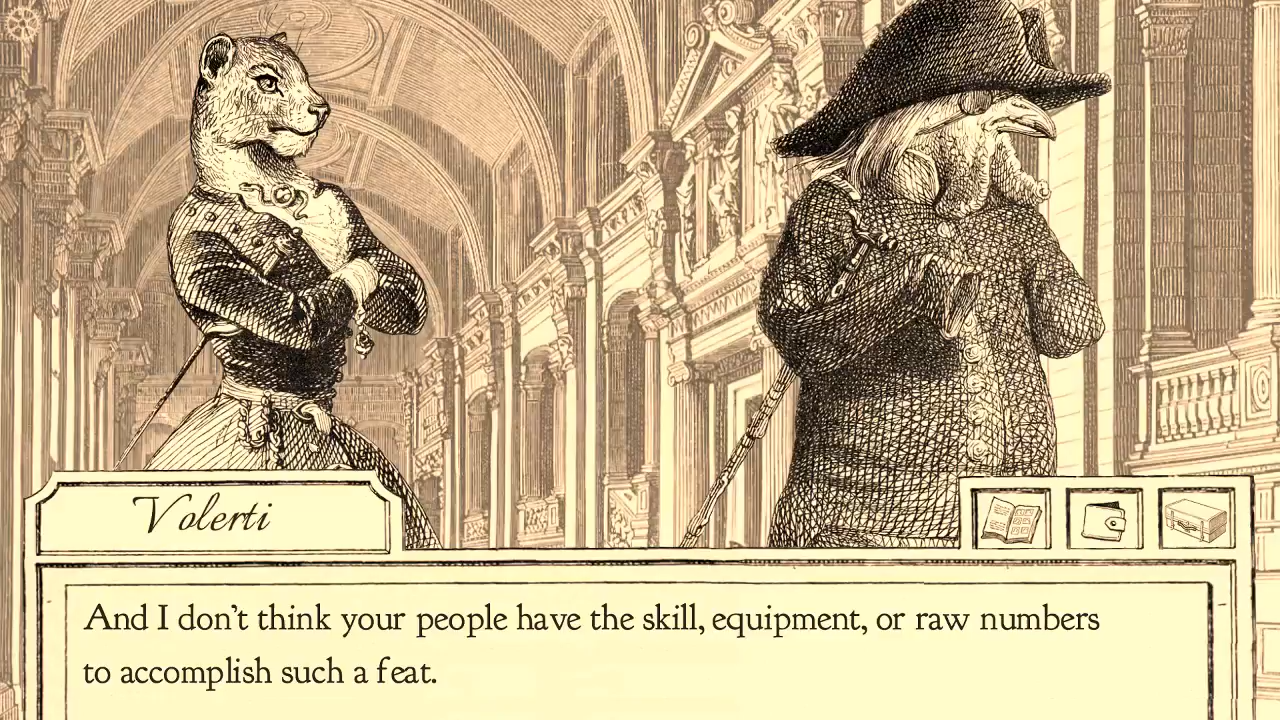 Volerti
And I don't think your people have the skill, equipment, or raw numbers
to accomplish such a feat.